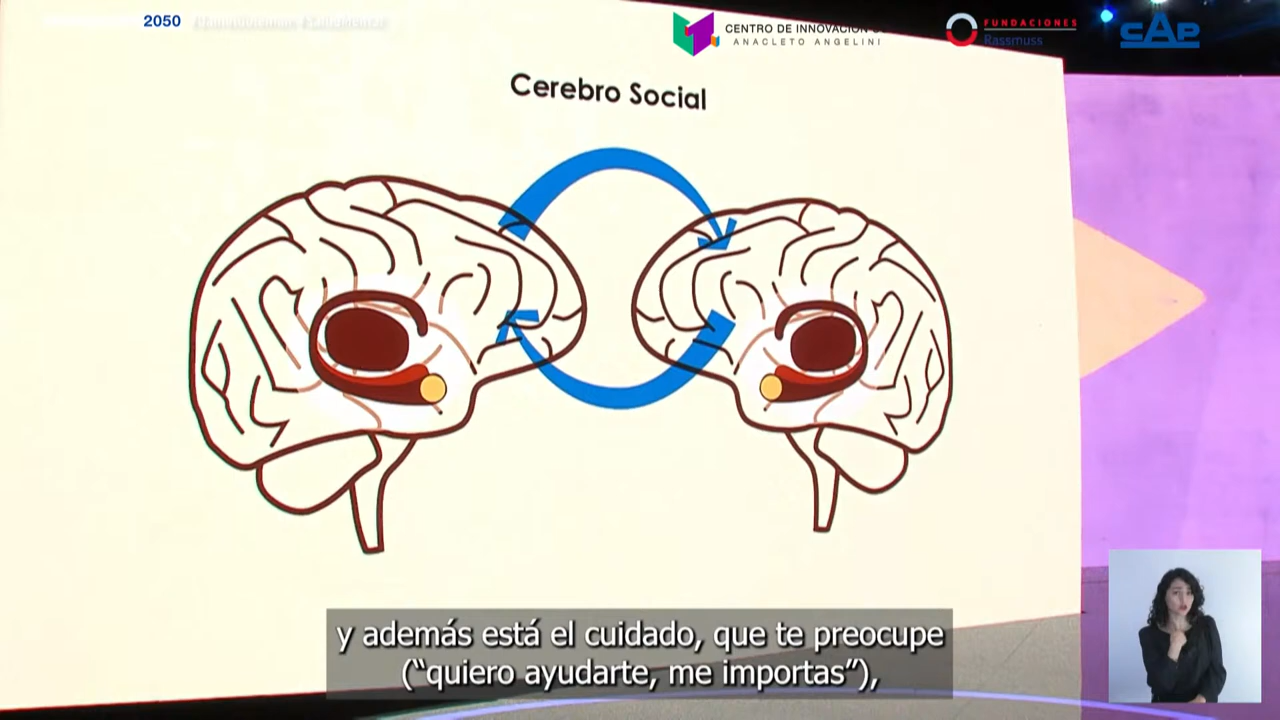 2050
CENTRO DE INNOVACIÓN
ANACLETO ANGELINI
FUNDACIONES
Rassmuss
CAP
Cerebro Social
y además está el cuidado, que te preocupe
(“quiero ayudarte, me importas”),